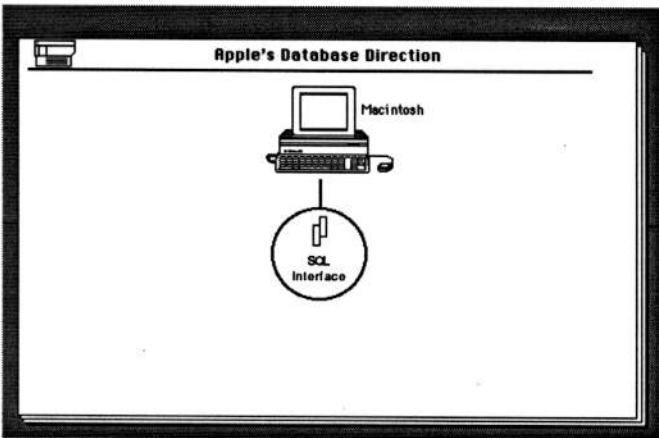 Apple's Database Direction
Macintosh
SQL
Interface